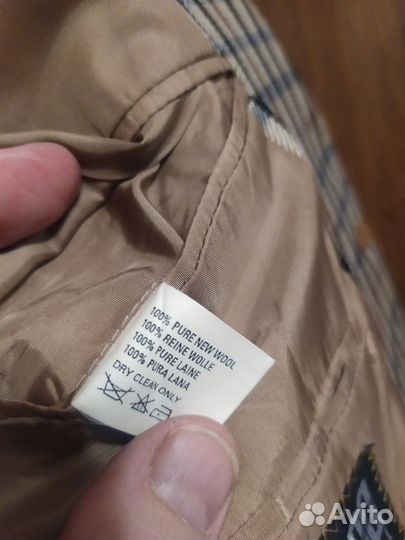 100% PURE NEW WOOL
100% REINE WOLLE
100% PURE LAINE
100% PURA LANA
DRY CLEAN ONLY
Avito